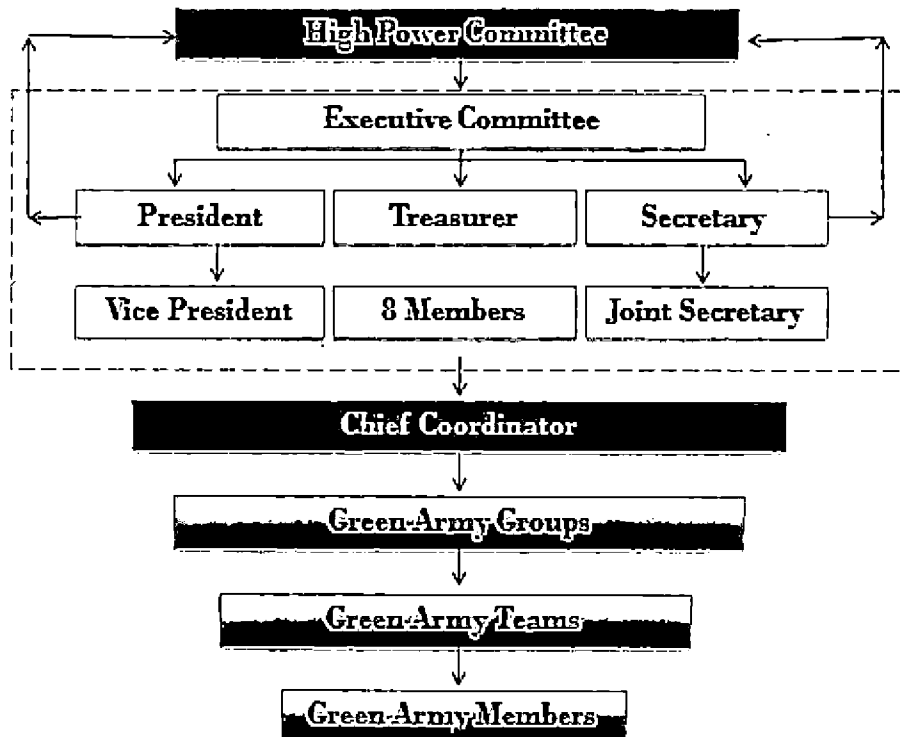 High Power Committee
Executive Committee
President
Treasurer
Secretary
Vice President
8 Members
Joint Secretary
Chief Coordinator
Green-Army Groups
Green-Army Teams
Green-Army Members